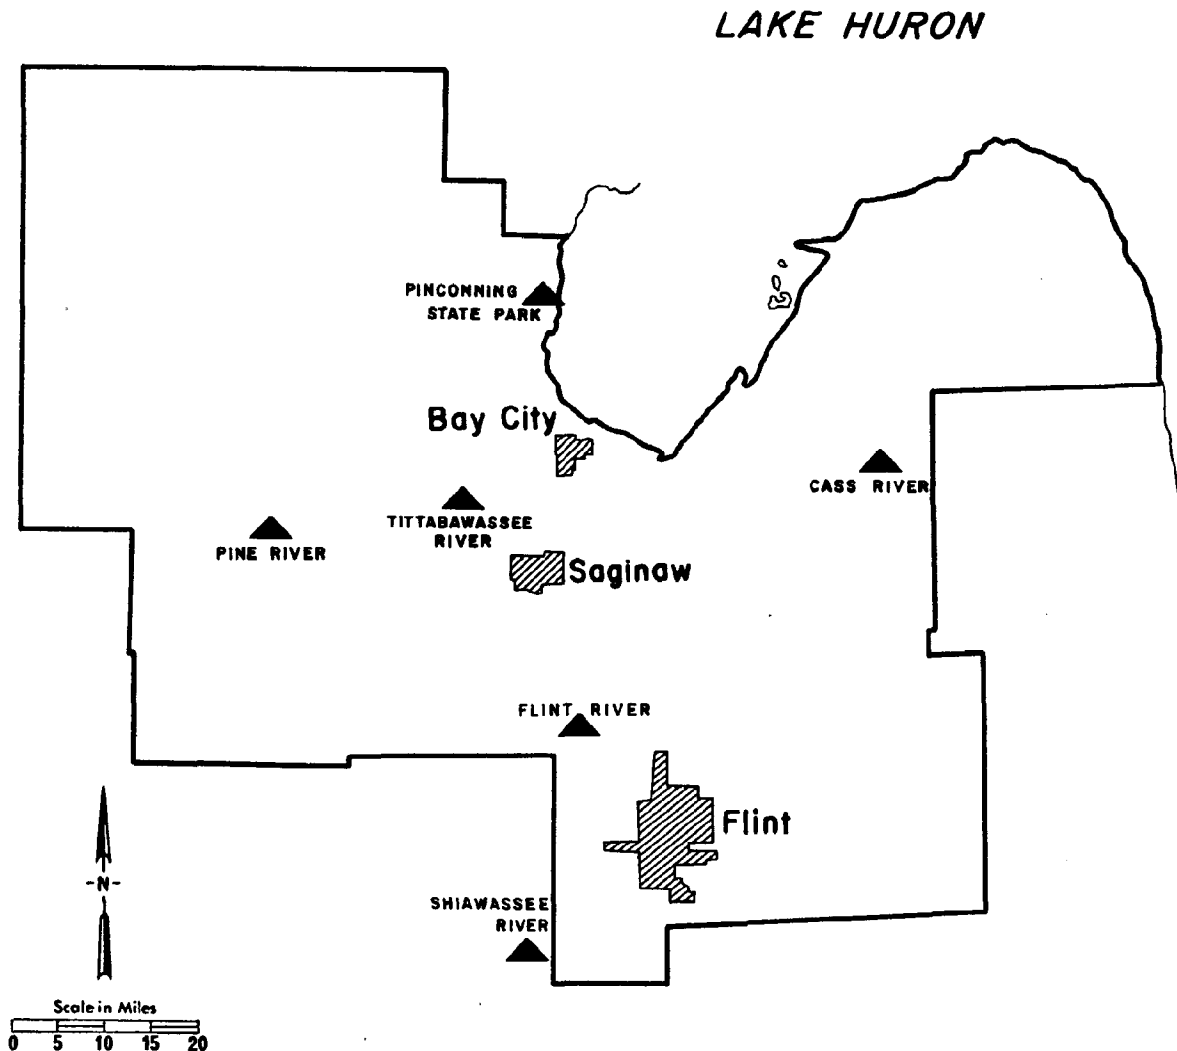 LAKE HURON
PINCONNING
STATE PARK
Bay City
CASS RIVER
TITTABAWASSEE
RIVER
PINE RIVER
Saginaw
FLINT RIVER
Flint
SHIAWASSEE
RIVER
-N-
Scale in Miles
0 5 10 15 20